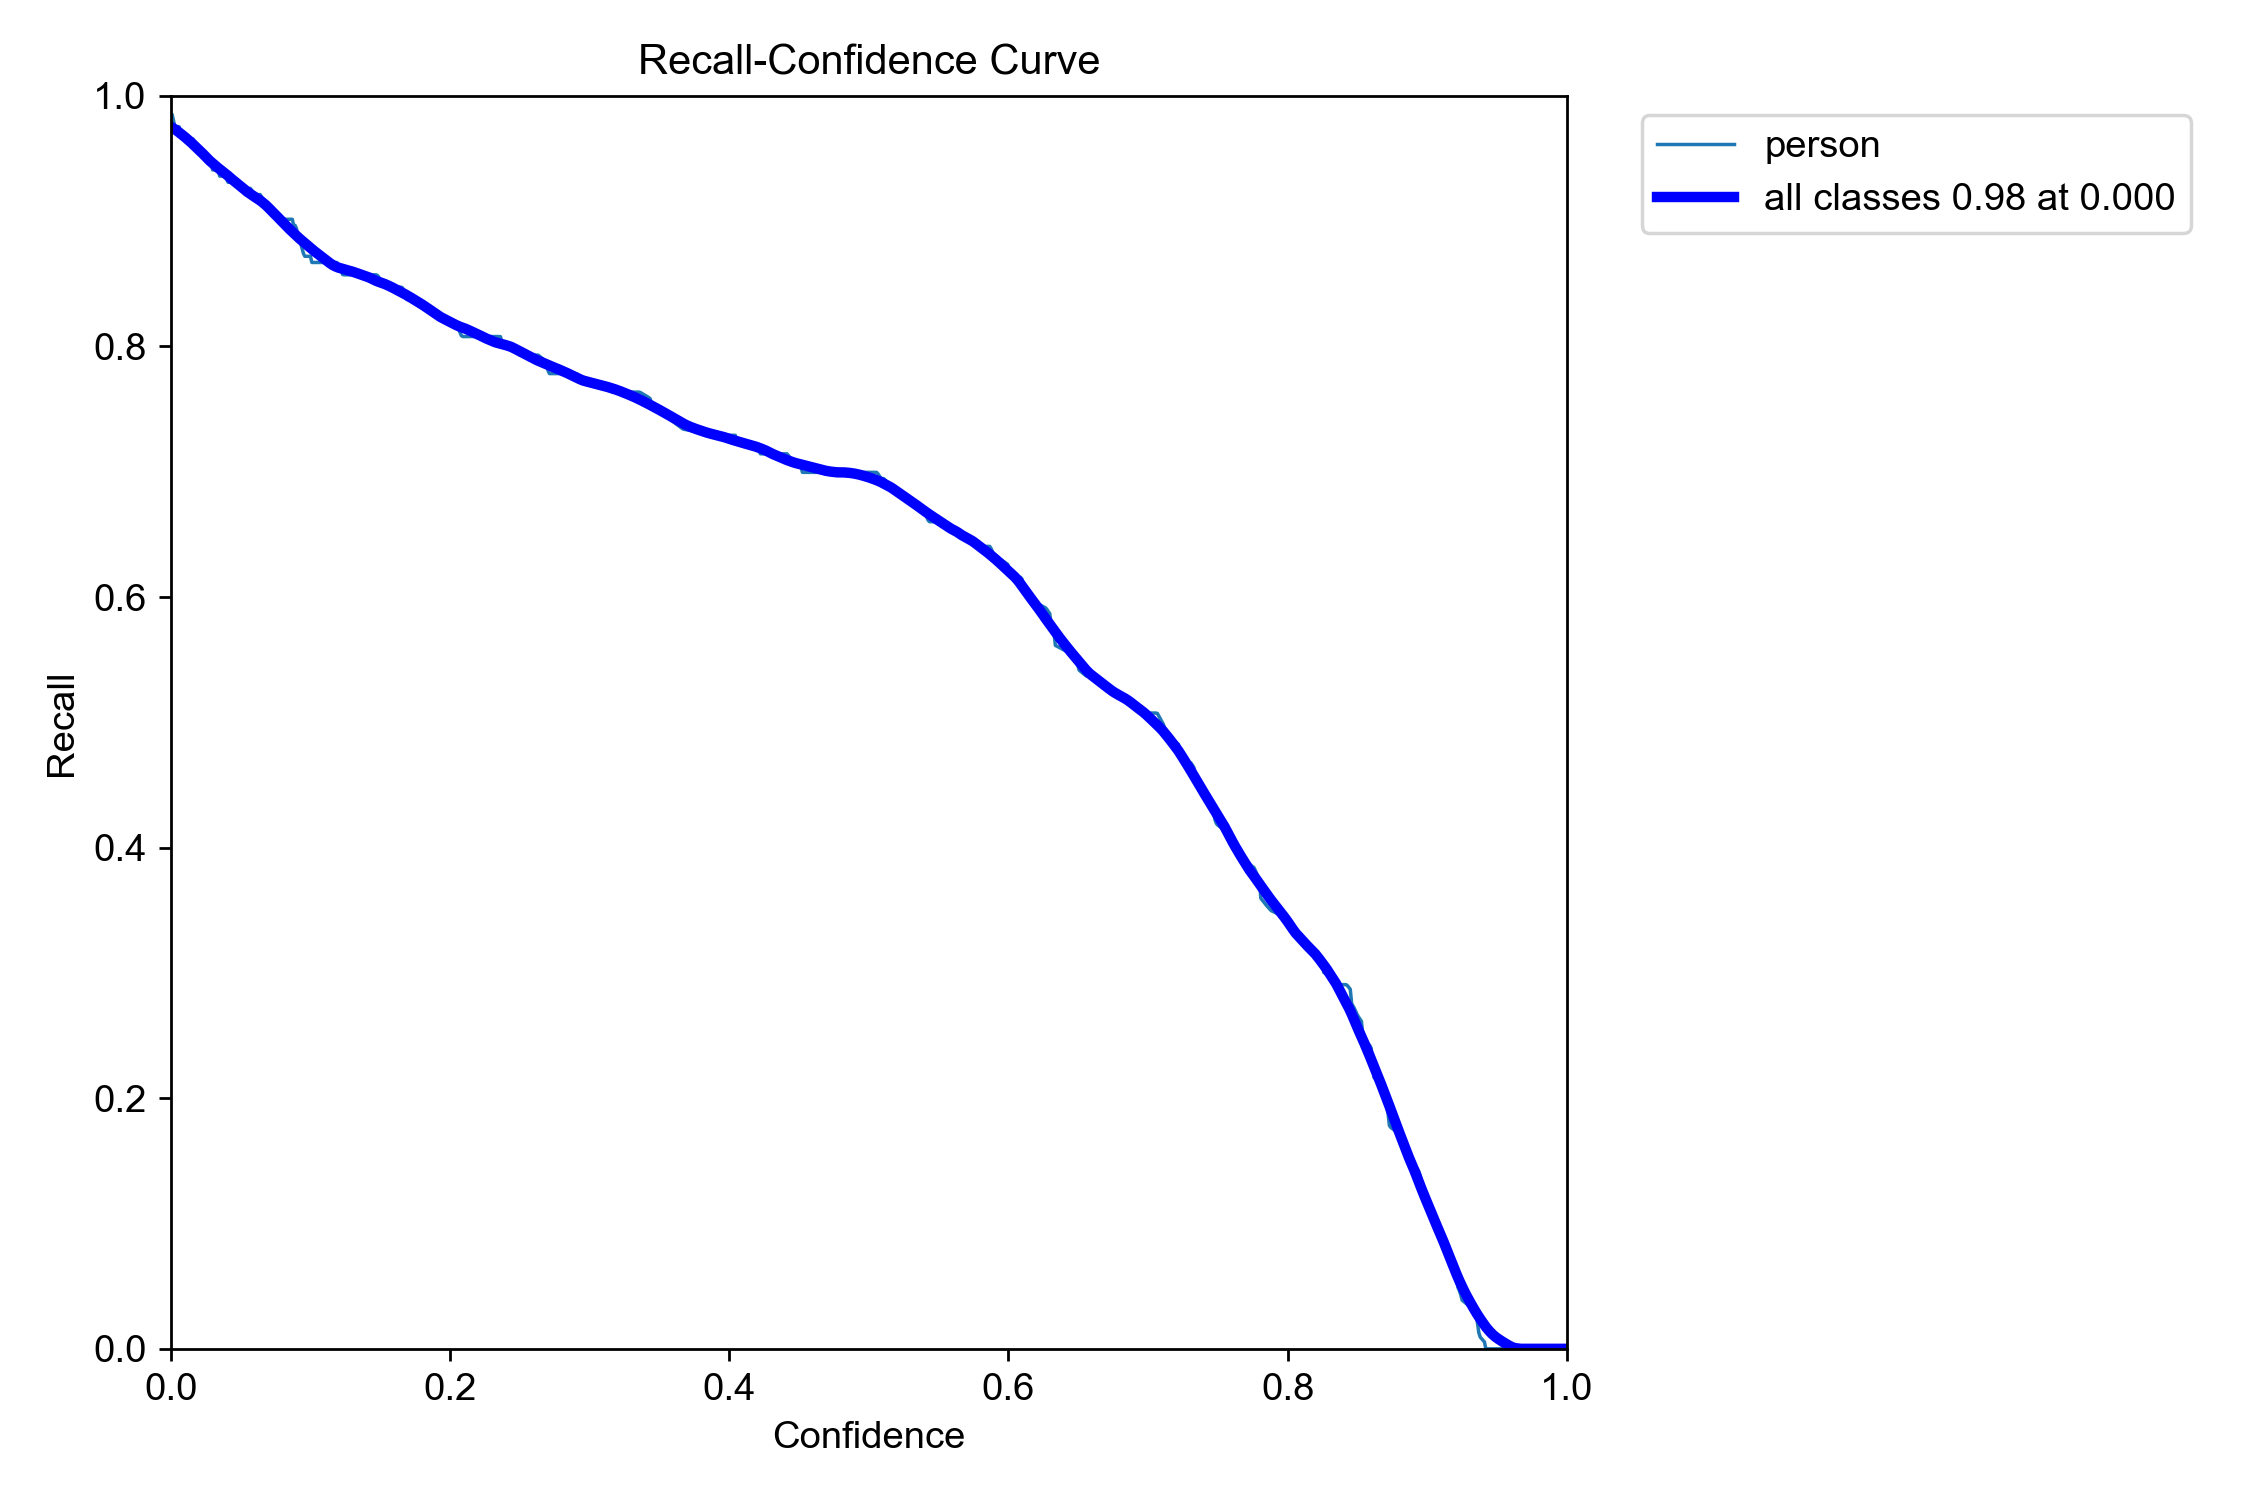 Recall-Confidence Curve
1.0
0.8
0.6
0.4
0.2
0.0
Recall
0.0 0.2 0.4 0.6 0.8 1.0
Confidence
person
all classes 0.98 at 0.000